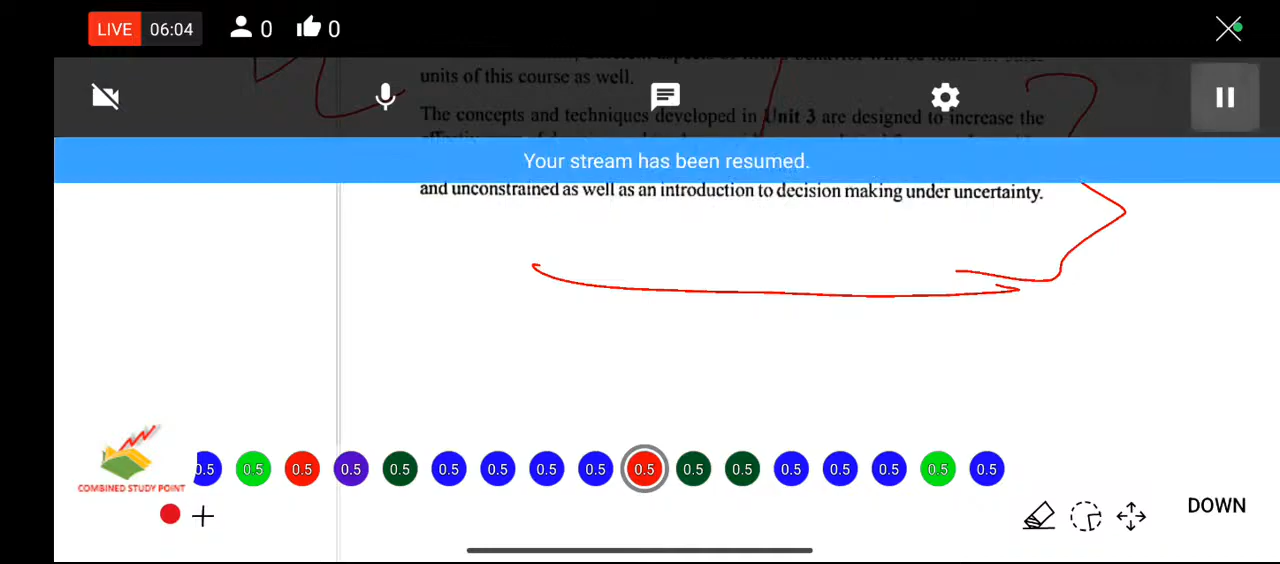 LIVE 06:04 0 0
units of this course as well.
The concepts and techniques developed in Unit 3 are designed to increase the
Your stream has been resumed.
and unconstrained as well as an introduction to decision making under uncertainty.
0.5 0.5 0.5 0.5 0.5 0.5 0.5 0.5 0.5 0.5 0.5 0.5 0.5 0.5 0.5 0.5 0.5
COMBINED STUDY POINT
DOWN